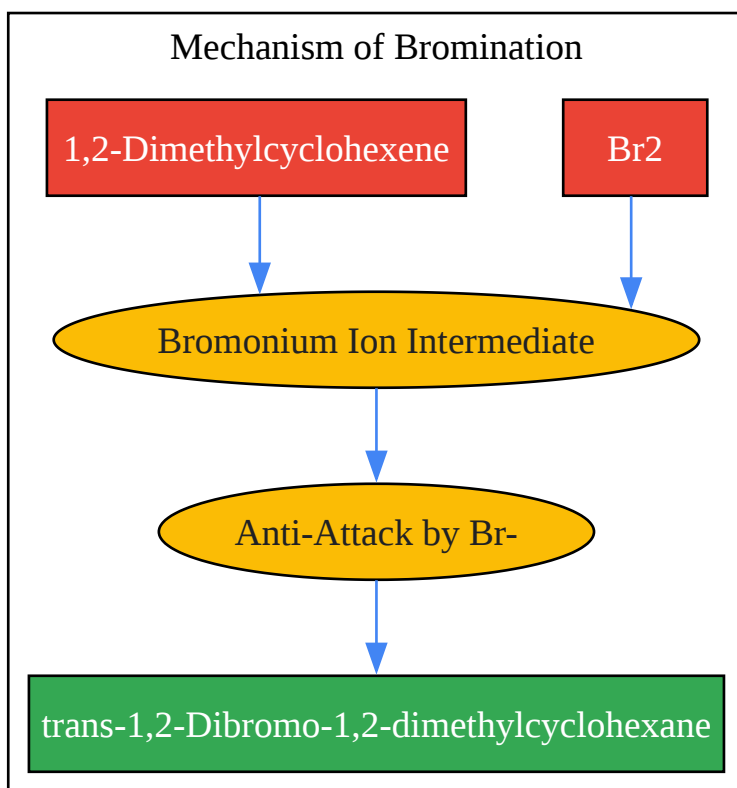 Mechanism of Bromination
1,2-Dimethylcyclohexene
Br2
Bromonium Ion Intermediate
Anti-Attack by Br-
trans-1,2-Dibromo-1,2-dimethylcyclohexane